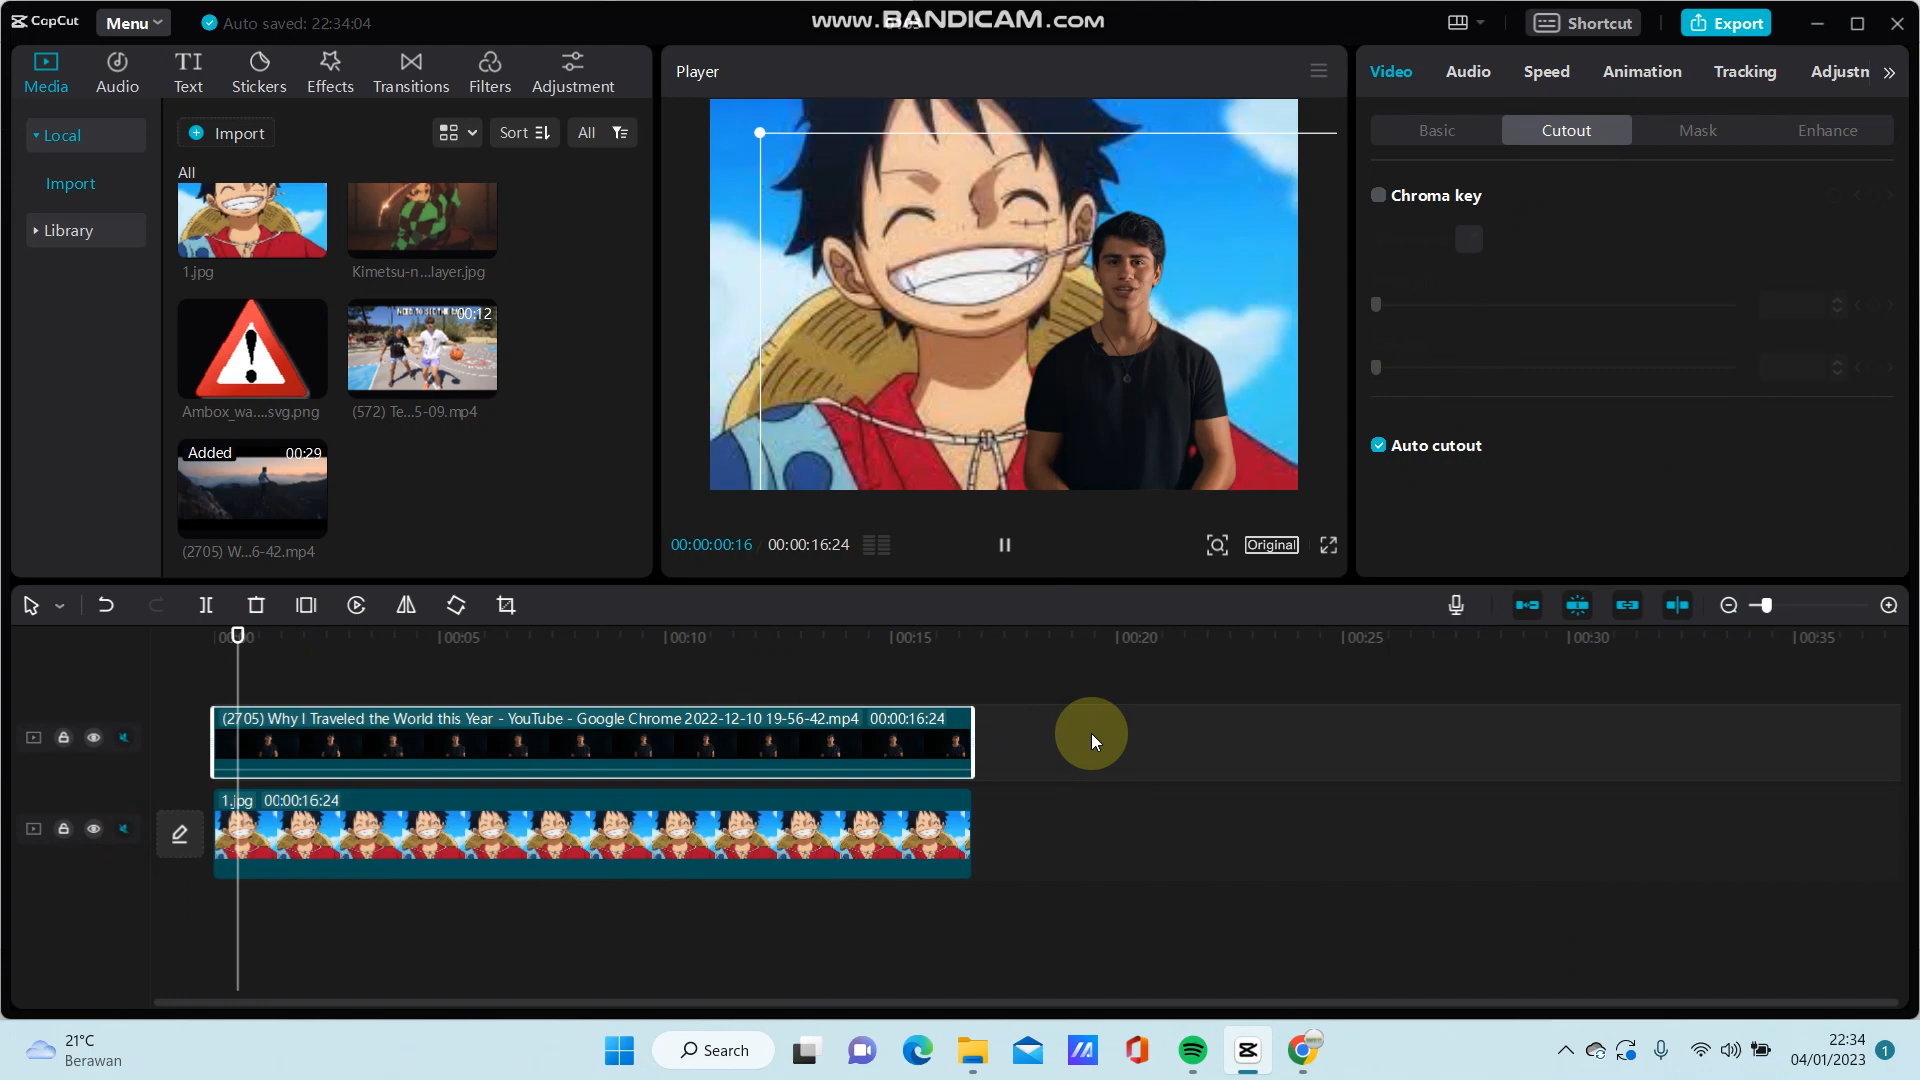 CapCut
Menu
Auto saved: 22:34:04
www.BANDICAM.com
Shortcut
Export
Media
Audio
Text
Stickers
Effects
Transitions
Filters
Adjustment
Local
Import
Library
Import
Sort
All
All
1.jpg
Kimetsu-n...layer.jpg
Ambox_wa....svg.png
00:12
(572) Te...5-09.mp4
Added
00:29
(2705) W...6-42.mp4
Player
00:00:00:16
00:00:16:24
Original
Video
Audio
Speed
Animation
Tracking
Adjustn
Basic
Cutout
Mask
Enhance
Chroma key
Auto cutout
00:05
00:10
00:15
00:20
00:25
00:30
00:35
(2705) Why I Traveled the World this Year - YouTube - Google Chrome 2022-12-10 19-56-42.mp4 00:00:16:24
1.jpg 00:00:16:24
21°C
Berawan
Search
22:34
04/01/2023
1